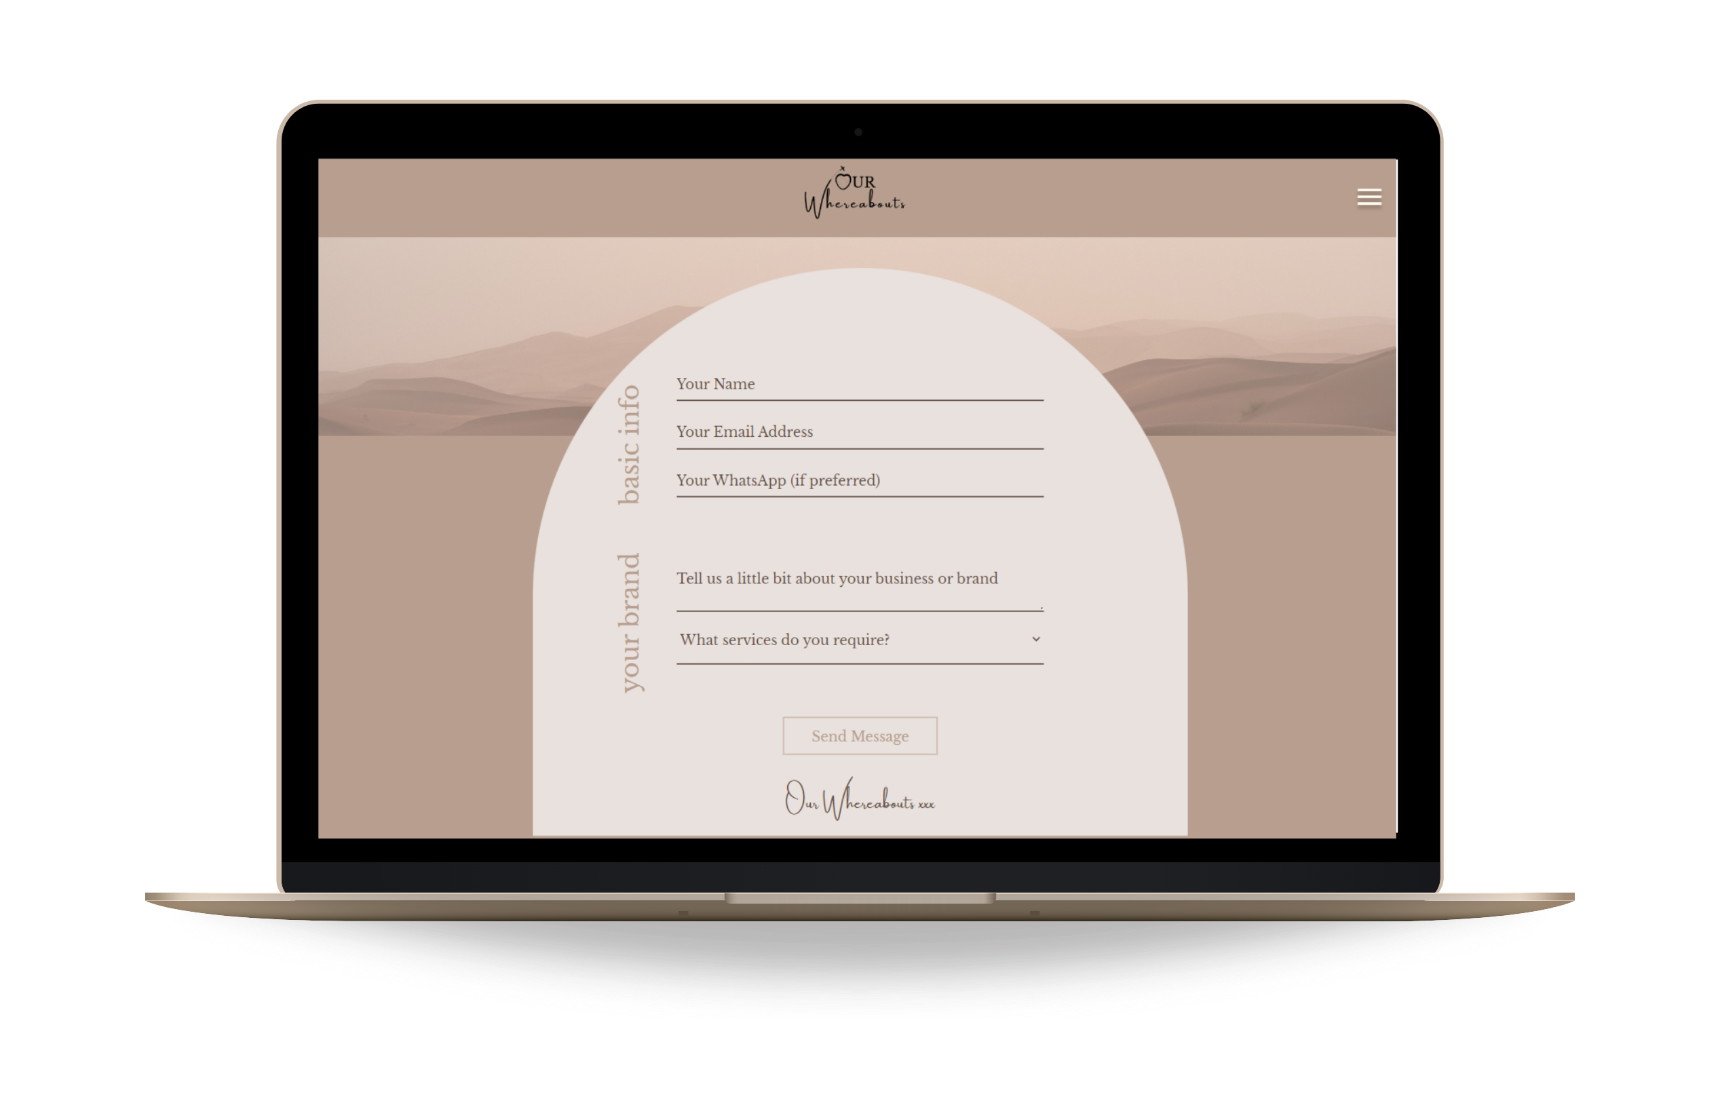 OUR
Whereabouts
basic info
Your Name
Your Email Address
Your WhatsApp (if preferred)
your brand
Tell us a little bit about your business or brand
What services do you require?
Send Message
Our Whereabouts xxx